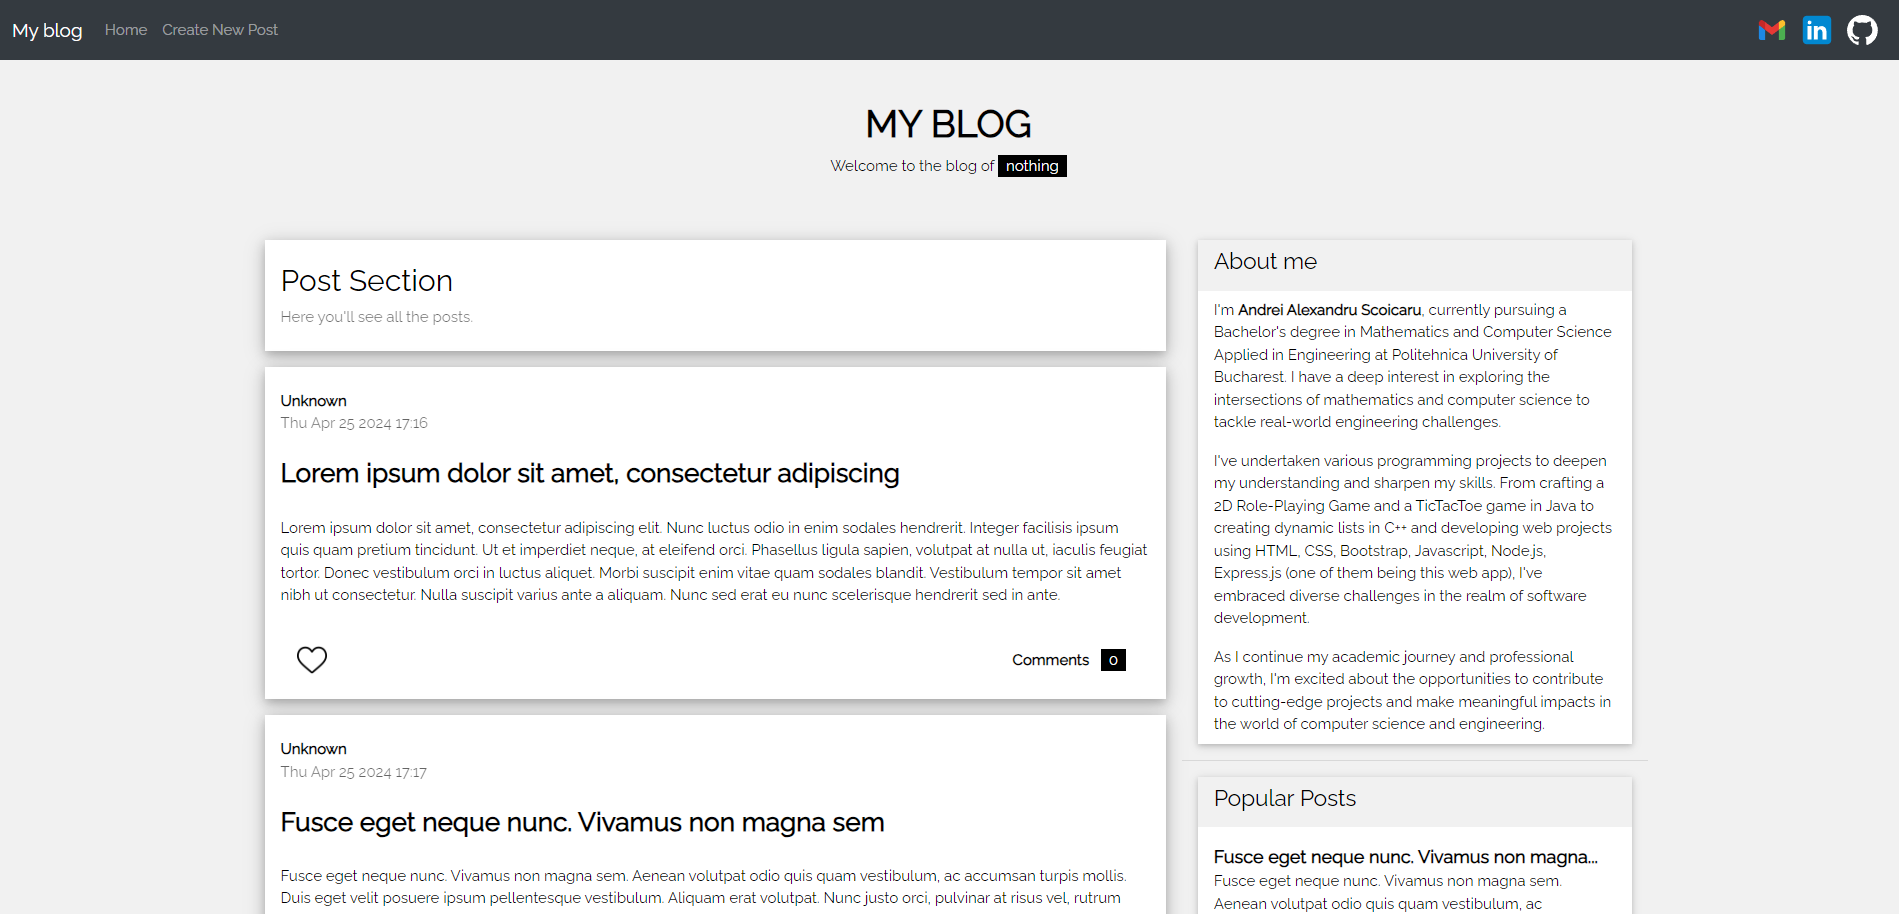 My blog Home Create New Post
MY BLOG
Welcome to the blog of nothing
Post Section
Here you'll see all the posts.
Unknown
Thu Apr 25 2024 17:16
Lorem ipsum dolor sit amet, consectetur adipiscing
Lorem ipsum dolor sit amet, consectetur adipiscing elit. Nunc luctus odio in enim sodales hendrerit. Integer facilisis ipsum
quis quam pretium tincidunt. Ut et imperdiet neque, at eleifend orci. Phasellus ligula sapien, volutpat at nulla ut, iaculis feugiat
tortor. Donec vestibulum orci in luctus aliquet. Morbi suscipit enim vitae quam sodales blandit. Vestibulum tempor sit amet
nibh ut consectetur. Nulla suscipit varius ante a aliquam. Nunc sed erat eu nunc scelerisque hendrerit sed in ante.
Comments 0
Unknown
Thu Apr 25 2024 17:17
Fusce eget neque nunc. Vivamus non magna sem
Fusce eget neque nunc. Vivamus non magna sem. Aenean volutpat odio quis quam vestibulum, ac accumsan turpis mollis.
Duis eget velit posuere ipsum pellentesque vestibulum. Aliquam erat volutpat. Nunc justo orci, pulvinar at risus vel, rutrum
About me
I'm Andrei Alexandru Scoicaru, currently pursuing a
Bachelor's degree in Mathematics and Computer Science
Applied in Engineering at Politehnica University of
Bucharest. I have a deep interest in exploring the
intersections of mathematics and computer science to
tackle real-world engineering challenges.
I've undertaken various programming projects to deepen
my understanding and sharpen my skills. From crafting a
2D Role-Playing Game and a TicTacToe game in Java to
creating dynamic lists in C++ and developing web projects
using HTML, CSS, Bootstrap, Javascript, Node.js,
Express.js (one of them being this web app), I've
embraced diverse challenges in the realm of software
development.
As I continue my academic journey and professional
growth, I'm excited about the opportunities to contribute
to cutting-edge projects and make meaningful impacts in
the world of computer science and engineering.
Popular Posts
Fusce eget neque nunc. Vivamus non magna...
Fusce eget neque nunc. Vivamus non magna sem.
Aenean volutpat odio quis quam vestibulum, ac